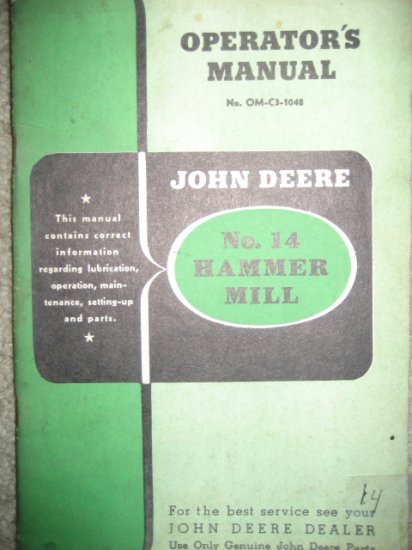 OPERATOR'S
MANUAL
No. OM-C3-1048
JOHN DEERE
No. 14
HAMMER
MILL
This manual
contains correct
information
regarding lubrication,
operation, main-
tenance, setting-up
and parts.
For the best service see your
JOHN DEERE DEALER
Use Only Genuine John Deere Parts